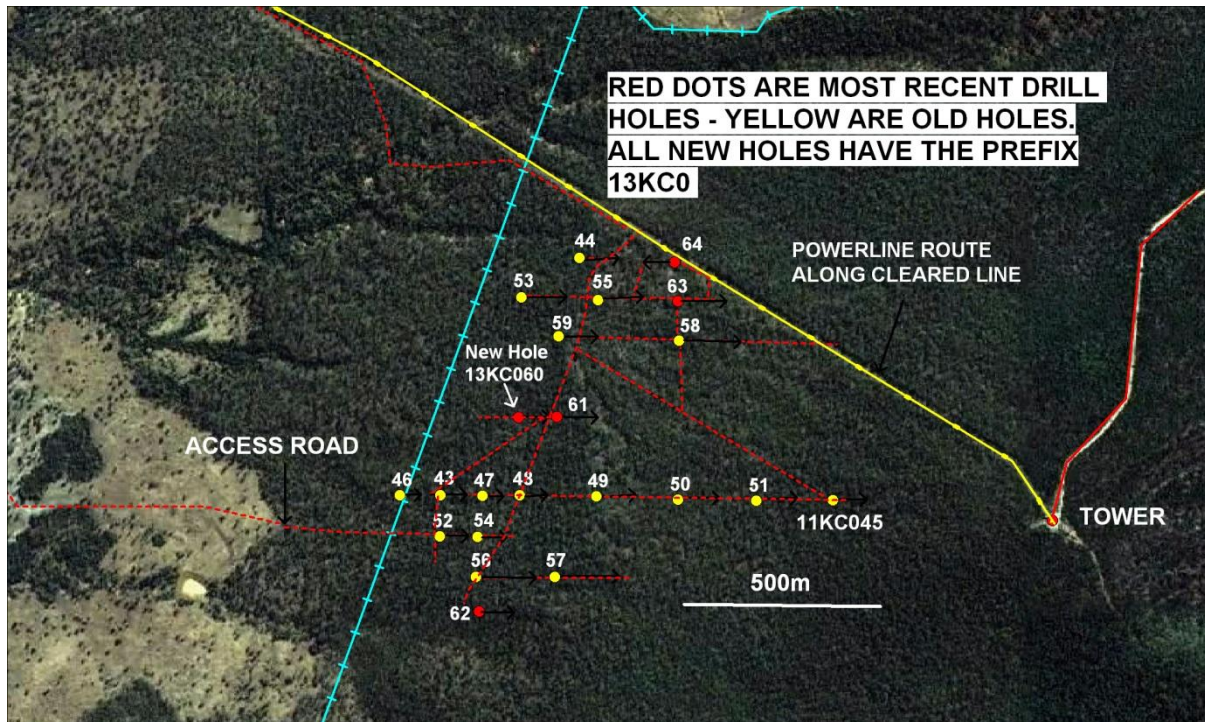 RED DOTS ARE MOST RECENT DRILL
HOLES - YELLOW ARE OLD HOLES.
ALL NEW HOLES HAVE THE PREFIX
13KC0
44
64
POWERLINE ROUTE
ALONG CLEARED LINE
53
55
63
59
58
New Hole
13KC060
61
ACCESS ROAD
46
43
47
48
49
50
51
11KC045
TOWER
52
54
56
57
500m
62